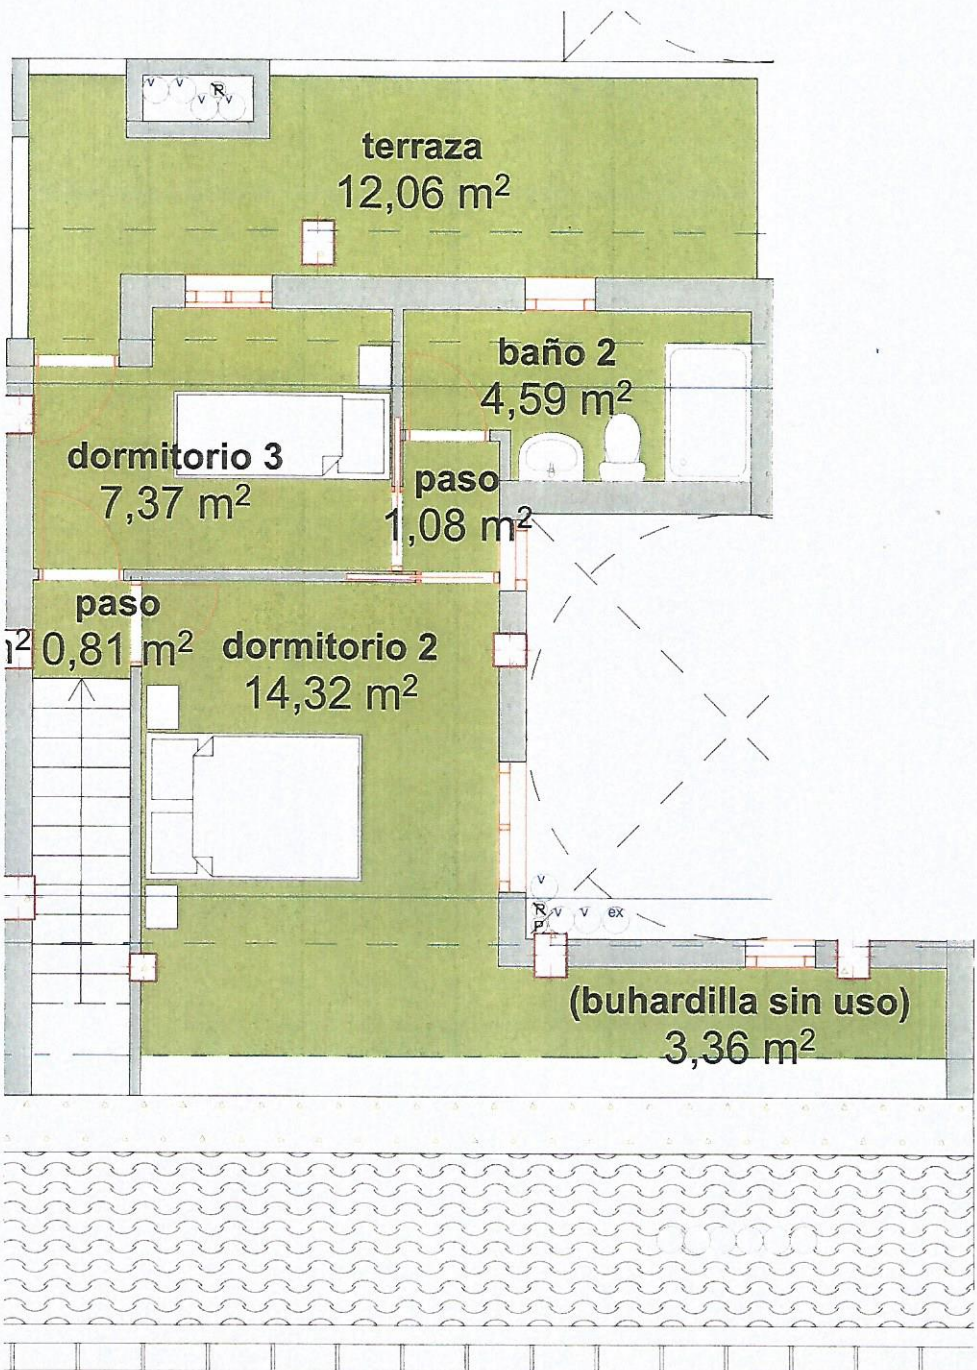 v v R
v v
terraza
12,06 m²
baño 2
4,59 m²
dormitorio 3
7,37 m²
paso
1,08 m²
paso
0,81 m²
dormitorio 2
14,32 m²
v
R v v ex
P
(buhardilla sin uso)
3,36 m²